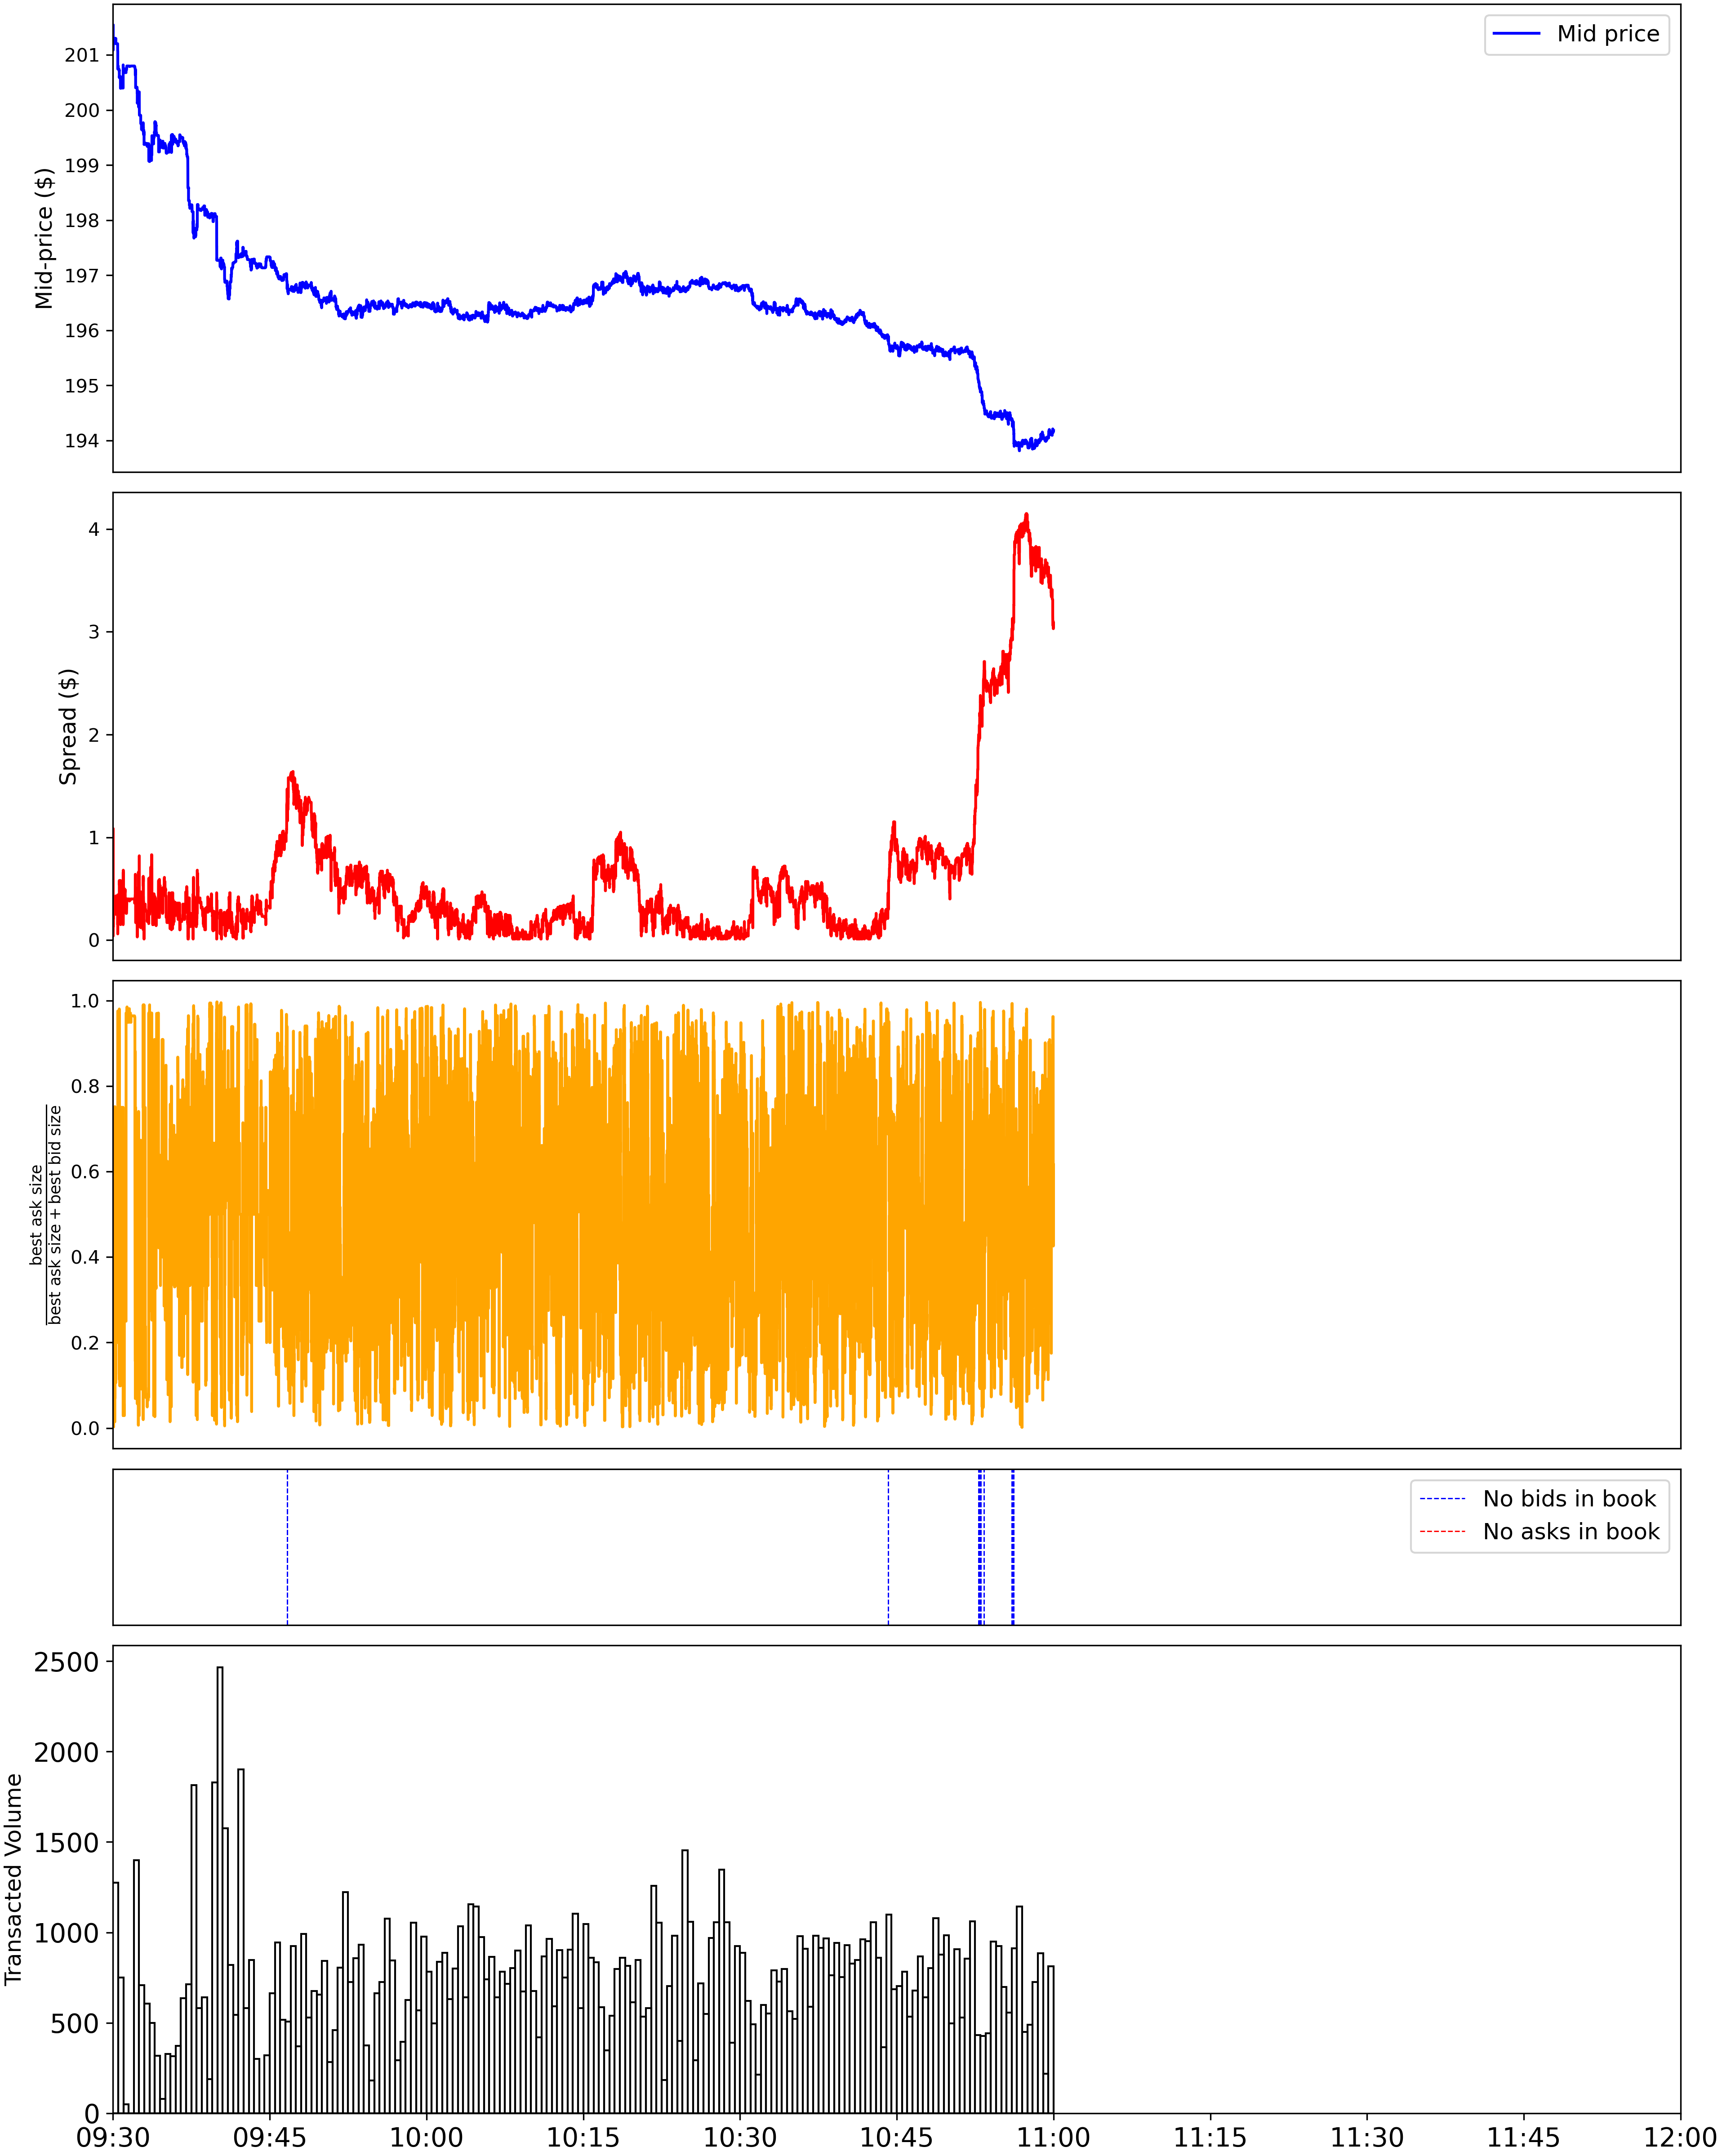 Mid price
201
200
199
198
197
196
195
194
Mid-price ($)
4
3
2
1
0
Spread ($)
1.0
0.8
0.6
0.4
0.2
0.0
best ask size
best ask size + best bid size
No bids in book
No asks in book
2500
2000
1500
1000
500
0
Transacted Volume
09:30 09:45 10:00 10:15 10:30 10:45 11:00 11:15 11:30 11:45 12:00